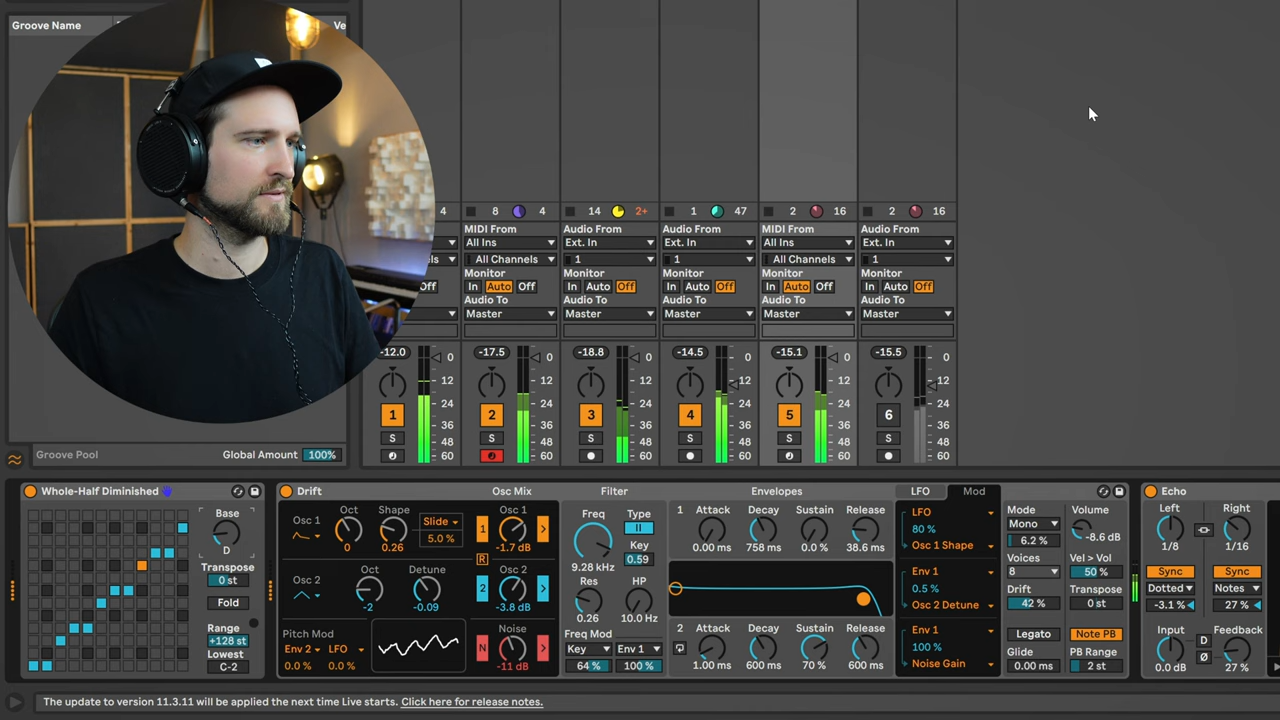 Groove Name
Ve
4
8
4
14
2+
1
47
2
16
2
16
MIDI From
Audio From
Audio From
MIDI From
Audio From
All Ins
Ext. In
Ext. In
All Ins
Ext. In
All Channels
1
1
All Channels
1
Monitor
Monitor
Monitor
Monitor
Monitor
In Auto Off
In Auto Off
In Auto Off
In Auto Off
In Auto Off
Audio To
Audio To
Audio To
Audio To
Audio To
Master
Master
Master
Master
Master
-12.0
-17.5
-18.8
-14.5
-15.1
-15.5
0 12 24 36 48 60
0 12 24 36 48 60
0 12 24 36 48 60
0 12 24 36 48 60
0 12 24 36 48 60
0 12 24 36 48 60
1
2
3
4
5
6
S
S
S
S
S
S
Groove Pool
Global Amount 100%
Whole-Half Diminished
Base
D
Transpose
0 st
Fold
Range
+128 st
Lowest
C-2
Drift
Osc Mix
Osc 1
Oct
0
Shape
0.26
Slide
5.0 %
1
Osc 1
-1.7 dB
R
Osc 2
Oct
-2
Detune
-0.09
2
Osc 2
-3.8 dB
Pitch Mod
Env 2
LFO
0.0 %
0.0 %
N
Noise
-11 dB
Filter
Freq
9.28 kHz
Type
II
Key
0.59
Res
0.26
HP
10.0 Hz
Freq Mod
Key
Env 1
64 %
100 %
Envelopes
1
Attack
0.00 ms
Decay
758 ms
Sustain
0.0 %
Release
38.6 ms
2
Attack
1.00 ms
Decay
600 ms
Sustain
70 %
Release
600 ms
LFO
Mod
LFO
80 %
Osc 1 Shape
Env 1
0.5 %
Osc 2 Detune
Env 1
100 %
Noise Gain
Mode
Mono
6.2 %
Volume
-8.6 dB
Voices
8
Vel > Vol
50 %
Drift
42 %
Transpose
0 st
Legato
Note PB
Glide
0.00 ms
PB Range
2 st
Echo
Left
1/8
Right
1/16
Sync
Sync
Dotted
Notes
-3.1 %
27 %
Input
0.0 dB
D
Ø
Feedback
27 %
The update to version 11.3.11 will be applied the next time Live starts. Click here for release notes.